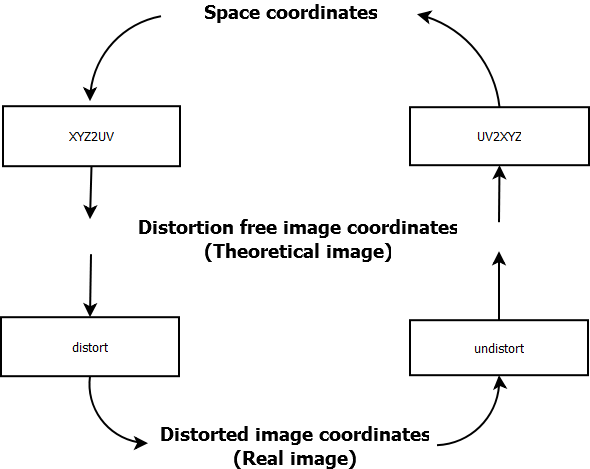 Space coordinates
XYZ2UV
UV2XYZ
Distortion free image coordinates
(Theoretical image)
distort
undistort
Distorted image coordinates
(Real image)